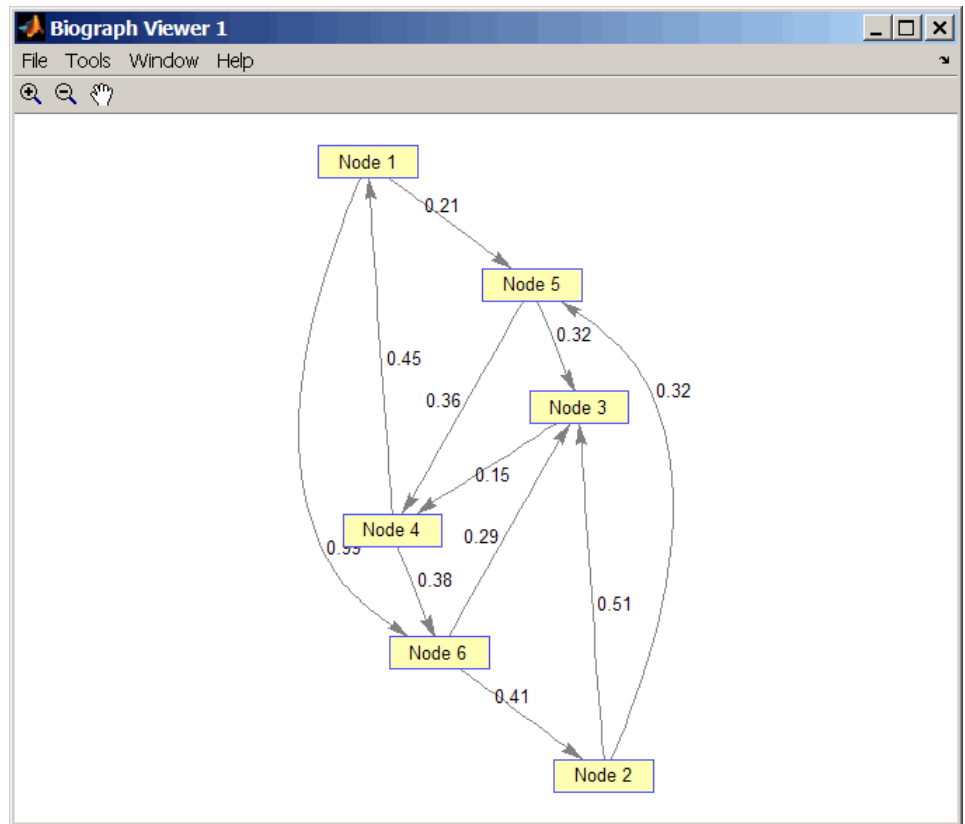 Biograph Viewer 1
File Tools Window Help
Node 1
0.21
Node 5
0.32
0.45
0.32
0.36
Node 3
0.15
Node 4
0.29
0.99
0.38
0.51
Node 6
0.41
Node 2